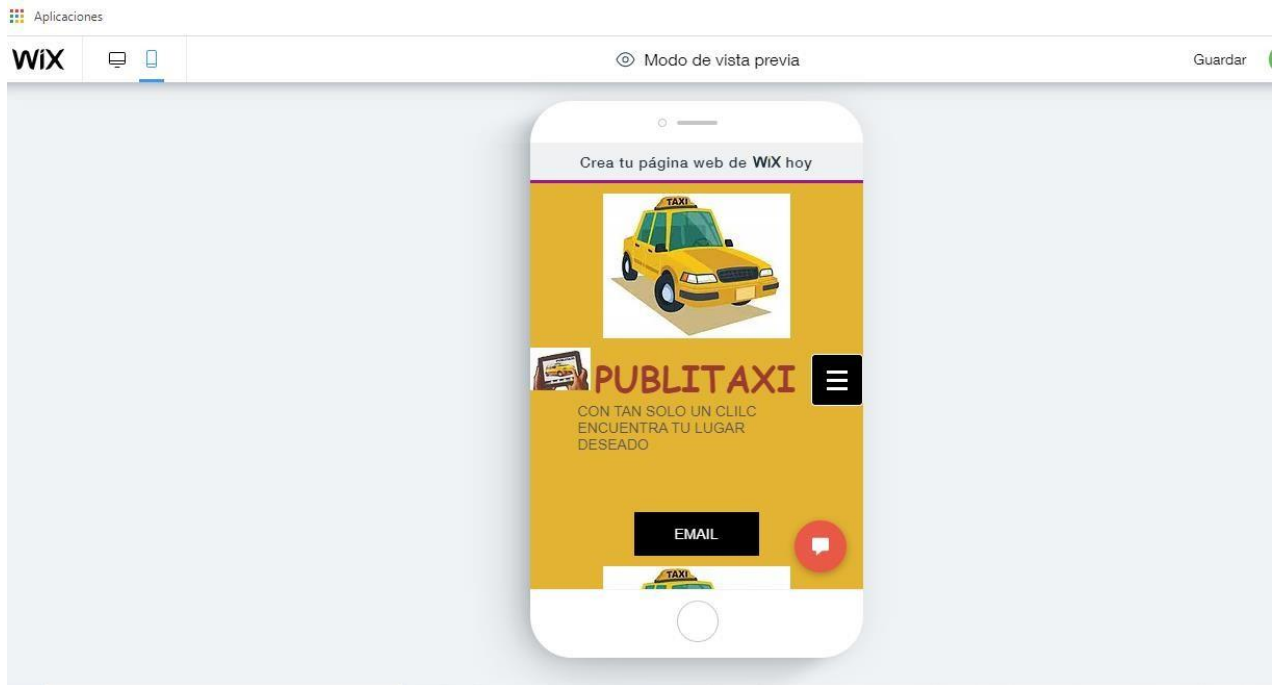 Aplicaciones
WiX
Modo de vista previa
Guardar
Crea tu página web de WiX hoy
TAXI
PUBLITAXI
CON TAN SOLO UN CLILC
ENCUENTRA TU LUGAR
DESEADO
EMAIL
TAXI